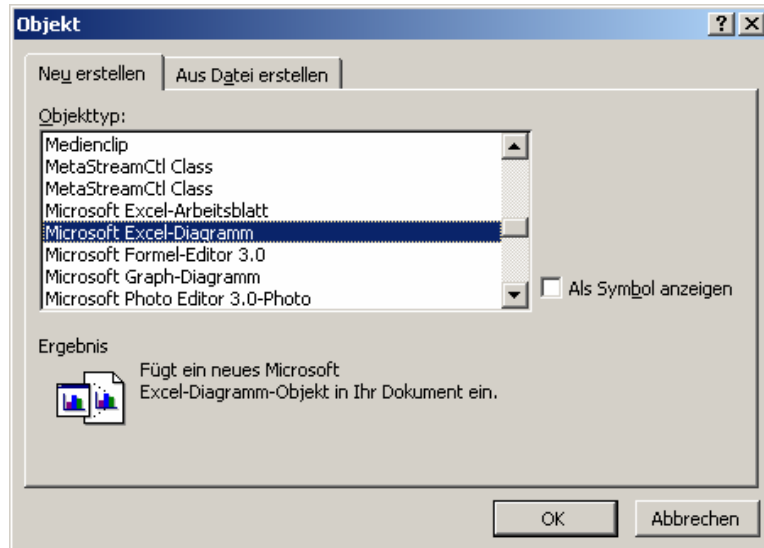 Objekt
Neu erstellen
Aus Datei erstellen
Objekttyp:
Medienclip
MetaStreamCtl Class
MetaStreamCtl Class
Microsoft Excel-Arbeitsblatt
Microsoft Excel-Diagramm
Microsoft Formel-Editor 3.0
Microsoft Graph-Diagramm
Microsoft Photo Editor 3.0-Photo
Als Symbol anzeigen
Ergebnis
Fügt ein neues Microsoft
Excel-Diagramm-Objekt in Ihr Dokument ein.
OK
Abbrechen